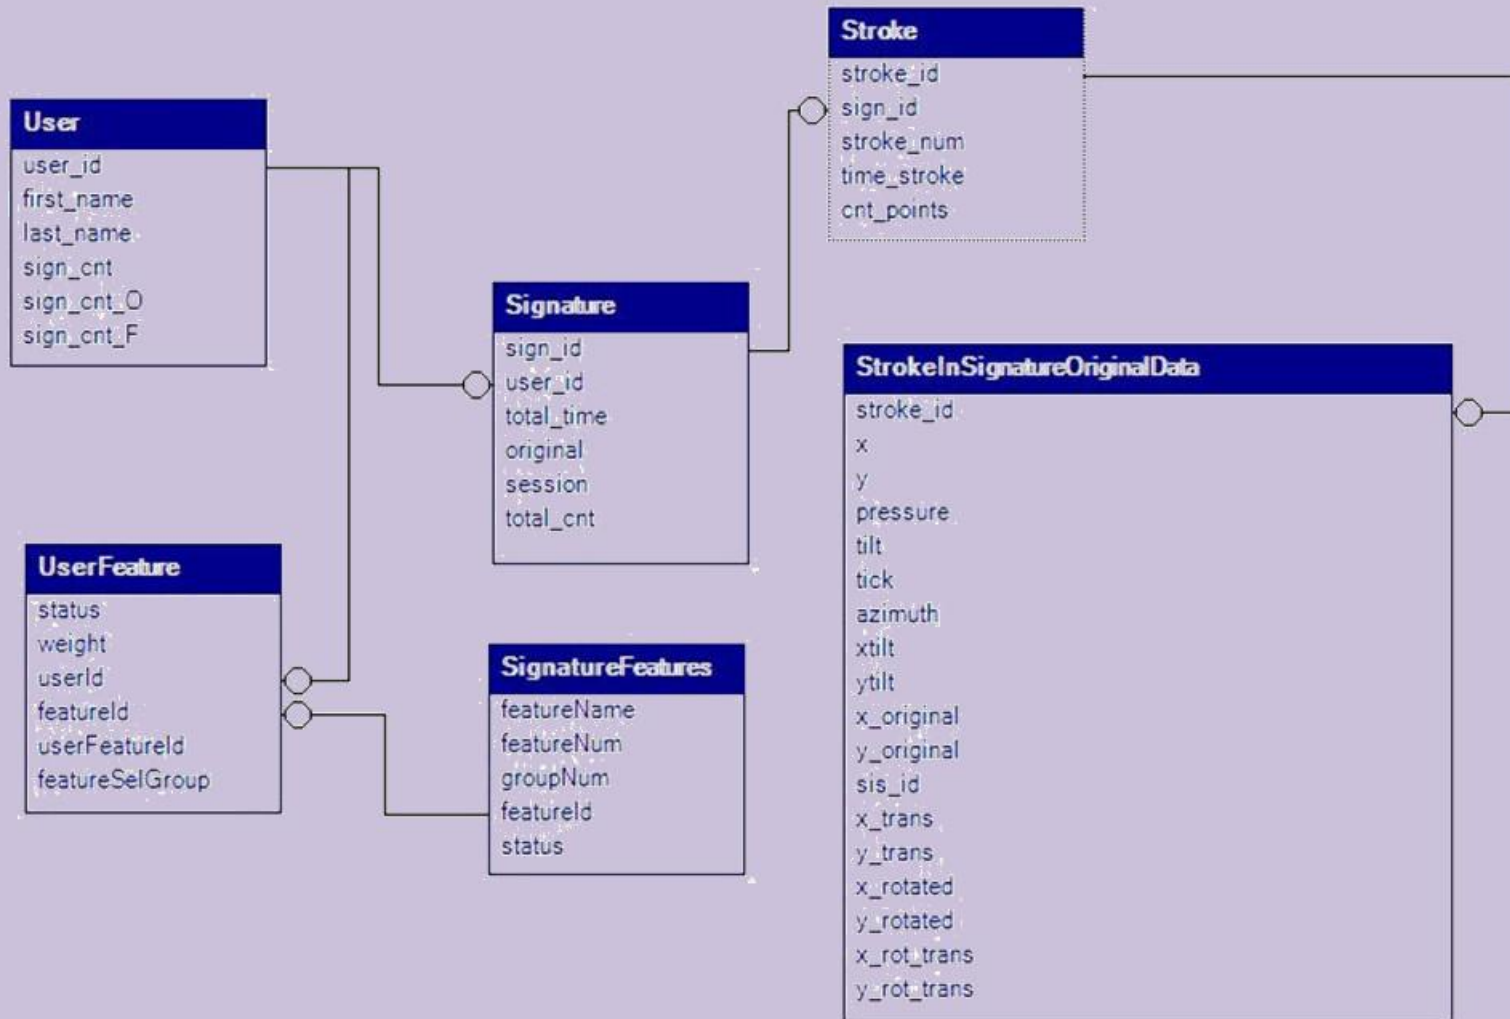 User
user_id
first_name
last_name
sign_cnt
sign_cnt_O
sign_cnt_F
UserFeature
status
weight
userId
featureId
userFeatureId
featureSelGroup
Signature
sign_id
user_id
total_time
original
session
total_cnt
SignatureFeatures
featureName
featureNum
groupNum
featureId
status
Stroke
stroke_id
sign_id
stroke_num
time_stroke
cnt_points
StrokeInSignatureOriginalData
stroke_id
x
y
pressure
tilt
tick
azimuth
xtilt
ytilt
x_original
y_original
sis_id
x_trans
y_trans
x_rotated
y_rotated
x_rot_trans
y_rot_trans